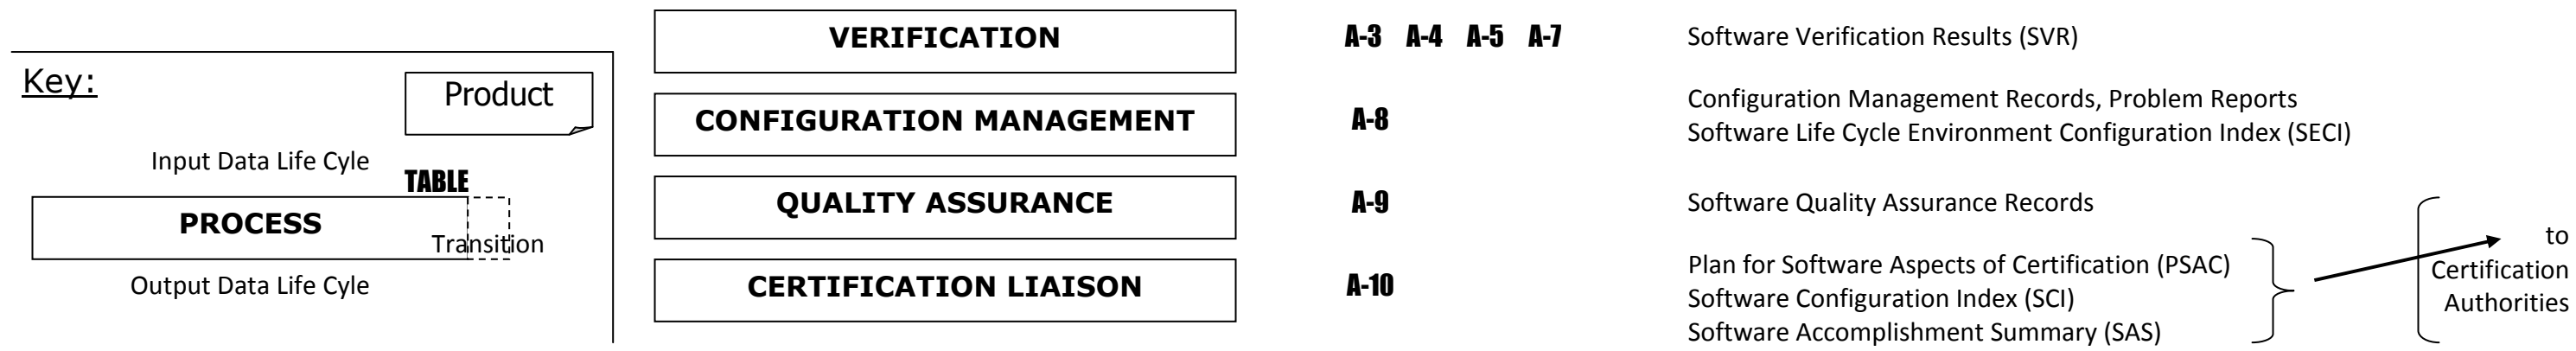 Key:
Product
Input Data Life Cyle
TABLE
PROCESS
Transition
Output Data Life Cyle
VERIFICATION
A-3 A-4 A-5 A-7
Software Verification Results (SVR)
CONFIGURATION MANAGEMENT
A-8
Configuration Management Records, Problem Reports
Software Life Cycle Environment Configuration Index (SECI)
QUALITY ASSURANCE
A-9
Software Quality Assurance Records
CERTIFICATION LIAISON
A-10
Plan for Software Aspects of Certification (PSAC)
Software Configuration Index (SCI)
Software Accomplishment Summary (SAS)
to
Certification
Authorities